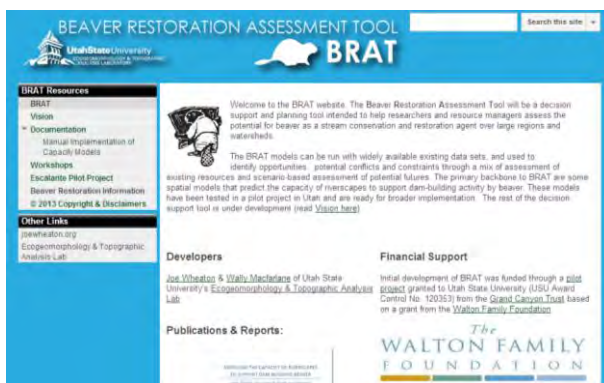 BEAVER RESTORATION ASSESSMENT TOOL
BRAT
UtahStateUniversity
Search this site
BRAT Resources
BRAT
Vision
Documentation
Manual Implementation of
Capacity Models
Workshops
Escalante Pilot Project
Beaver Restoration Information
© 2013 Copyright & Disclaimers
Other Links
joewheaton.org
Ecogeomorphology & Topographic
Analysis Lab
Welcome to the BRAT website. The Beaver Restoration Assessment Tool will be a decision
support and planning tool intended to help researchers and resource managers assess the
potential for beaver as a stream conservation and restoration agent over large regions and
watersheds.
The BRAT models can be run with widely available existing data sets, and used to
identify opportunities, potential conflicts and constraints through a mix of assessment of
existing resources and scenario-based assessment of potential futures. The primary backbone to BRAT are some
spatial models that predict the capacity of riverscapes to support dam-building activity by beaver. These models
have been tested in a pilot project in Utah and are ready for broader implementation. The rest of the decision
support tool is under development (read Vision here).
Developers
Joe Wheaton & Wally Macfarlane of Utah State
University's Ecogeomorphology & Topographic Analysis
Lab
Publications & Reports:
Financial Support
Initial development of BRAT was funded through a pilot
project granted to Utah State University (USU Award
Control No. 120353) from the Grand Canyon Trust based
on a grant from the Walton Family Foundation
The
WALTON FAMILY
FOUNDATION